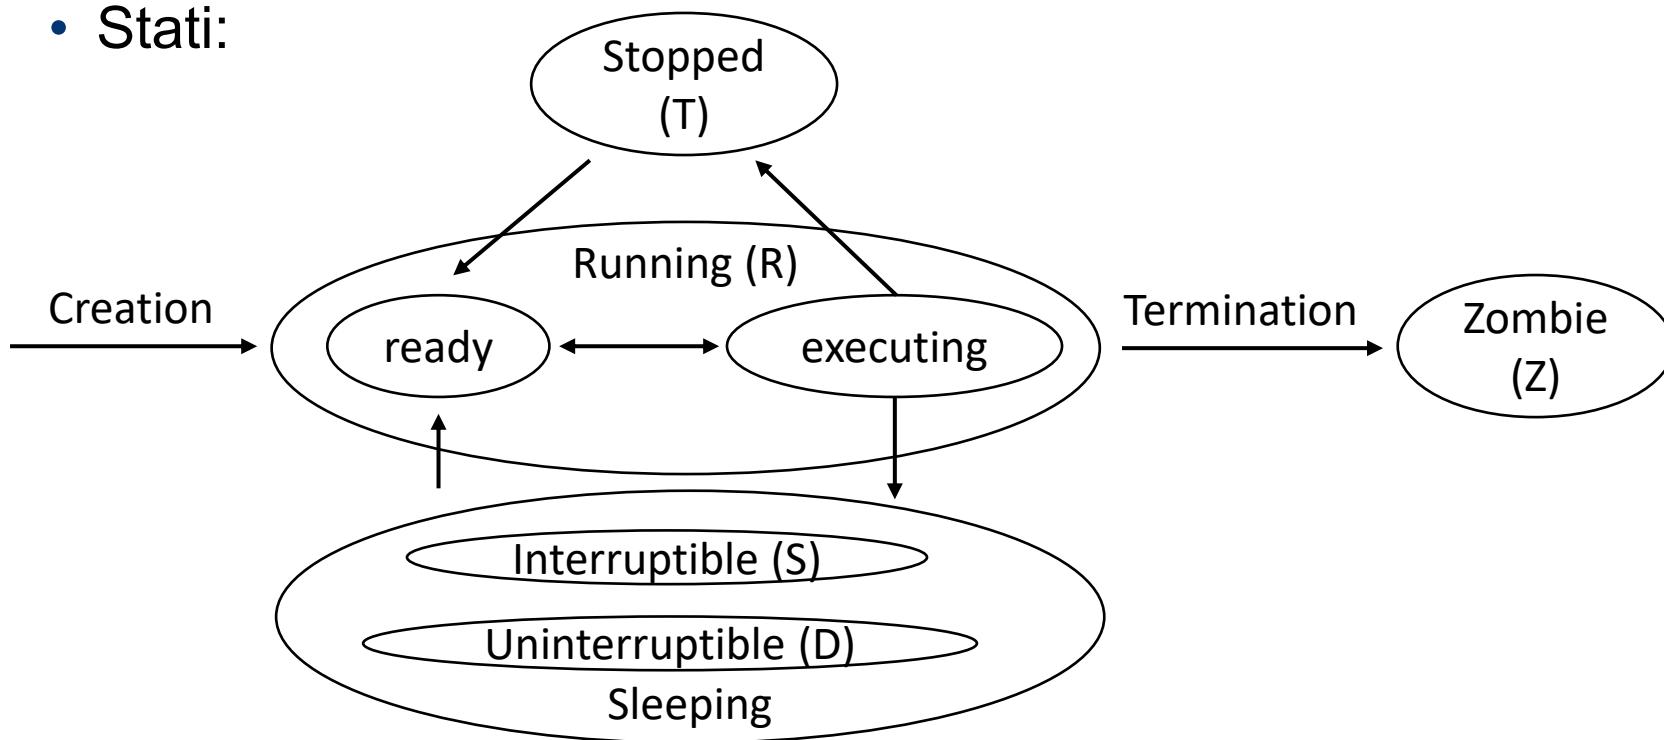 • Stati:
Stopped
(T)
Running (R)
Creation
ready
executing
Termination
Zombie
(Z)
Interruptible (S)
Uninterruptible (D)
Sleeping